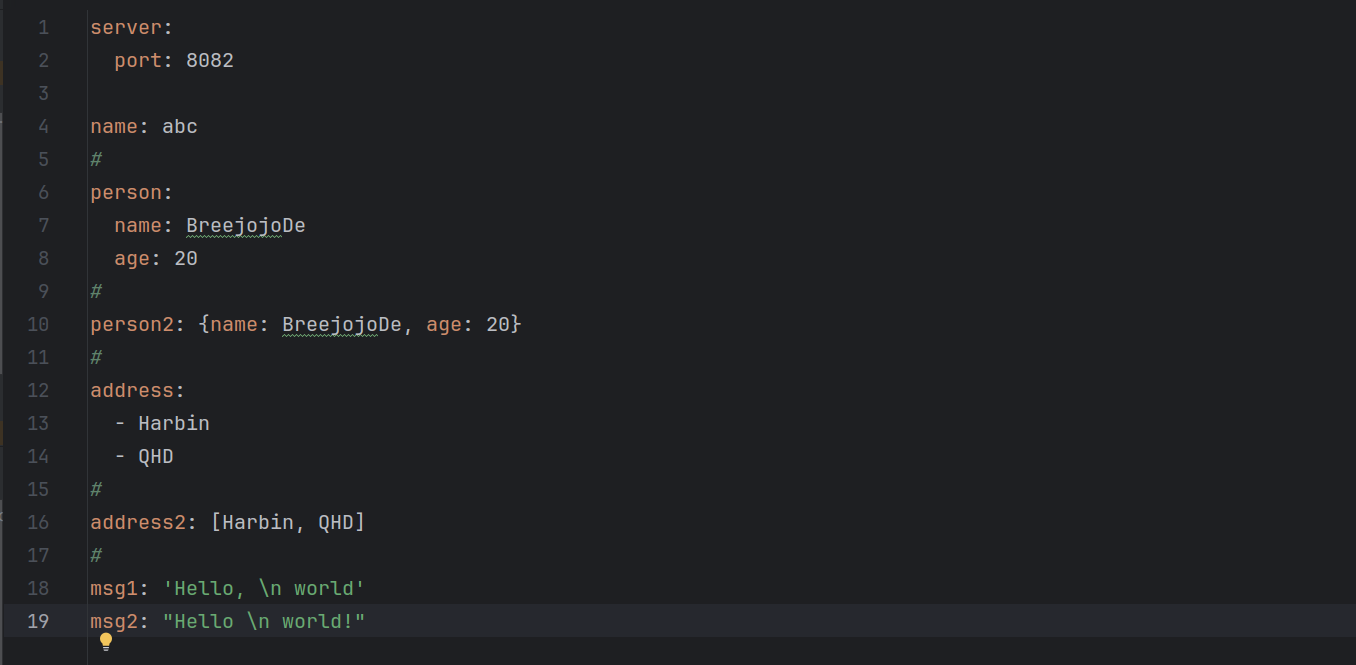 1 server:
2   port: 8082
3
4 name: abc
5 #
6 person:
7   name: BreejojoDe
8   age: 20
9 #
10 person2: {name: BreejojoDe, age: 20}
11 #
12 address:
13   - Harbin
14   - QHD
15 #
16 address2: [Harbin, QHD]
17 #
18 msg1: 'Hello, \n world'
19 msg2: "Hello \n world!"